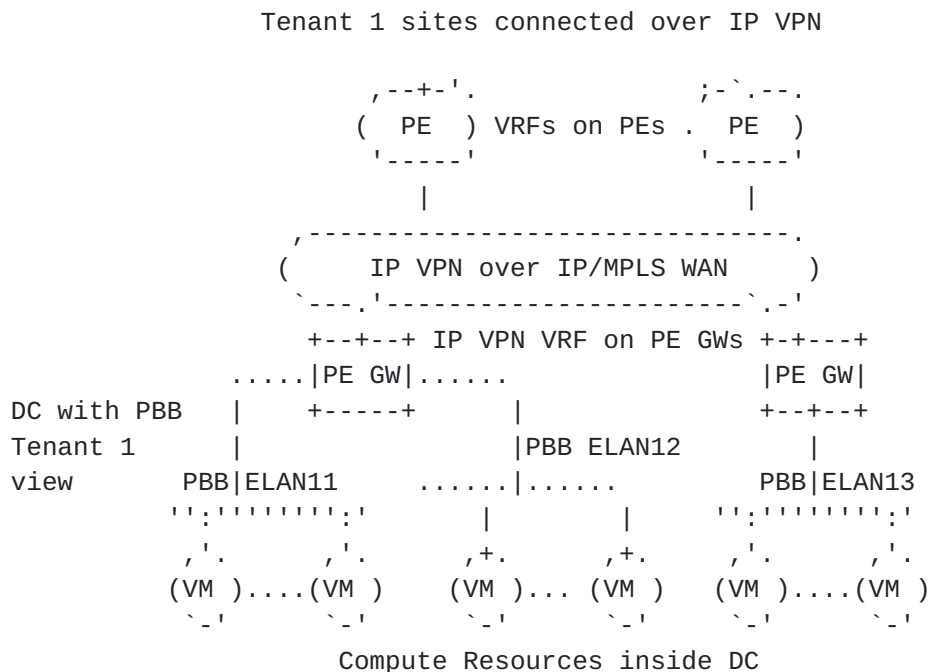 Tenant 1 sites connected over IP VPN
( PE ) VRFs on PEs . PE )
( IP VPN over IP/MPLS WAN )
IP VPN VRF on PE GWs
.....|PE GW|...... |PE GW|
DC with PBB
Tenant 1 |PBB ELAN12
view PBB|ELAN11 ......|...... PBB|ELAN13
(VM )....(VM ) (VM )... (VM ) (VM )....(VM )
Compute Resources inside DC